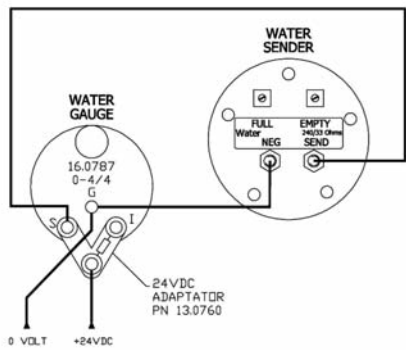 WATER
SENDER
WATER
GAUGE
FULL
EMPTY
Water
240/33 Ohms
NEG
SEND
16.0787
0-4/4
G
S
I
24VDC
ADAPTATOR
PN 13.0760
0 VOLT
+24VDC